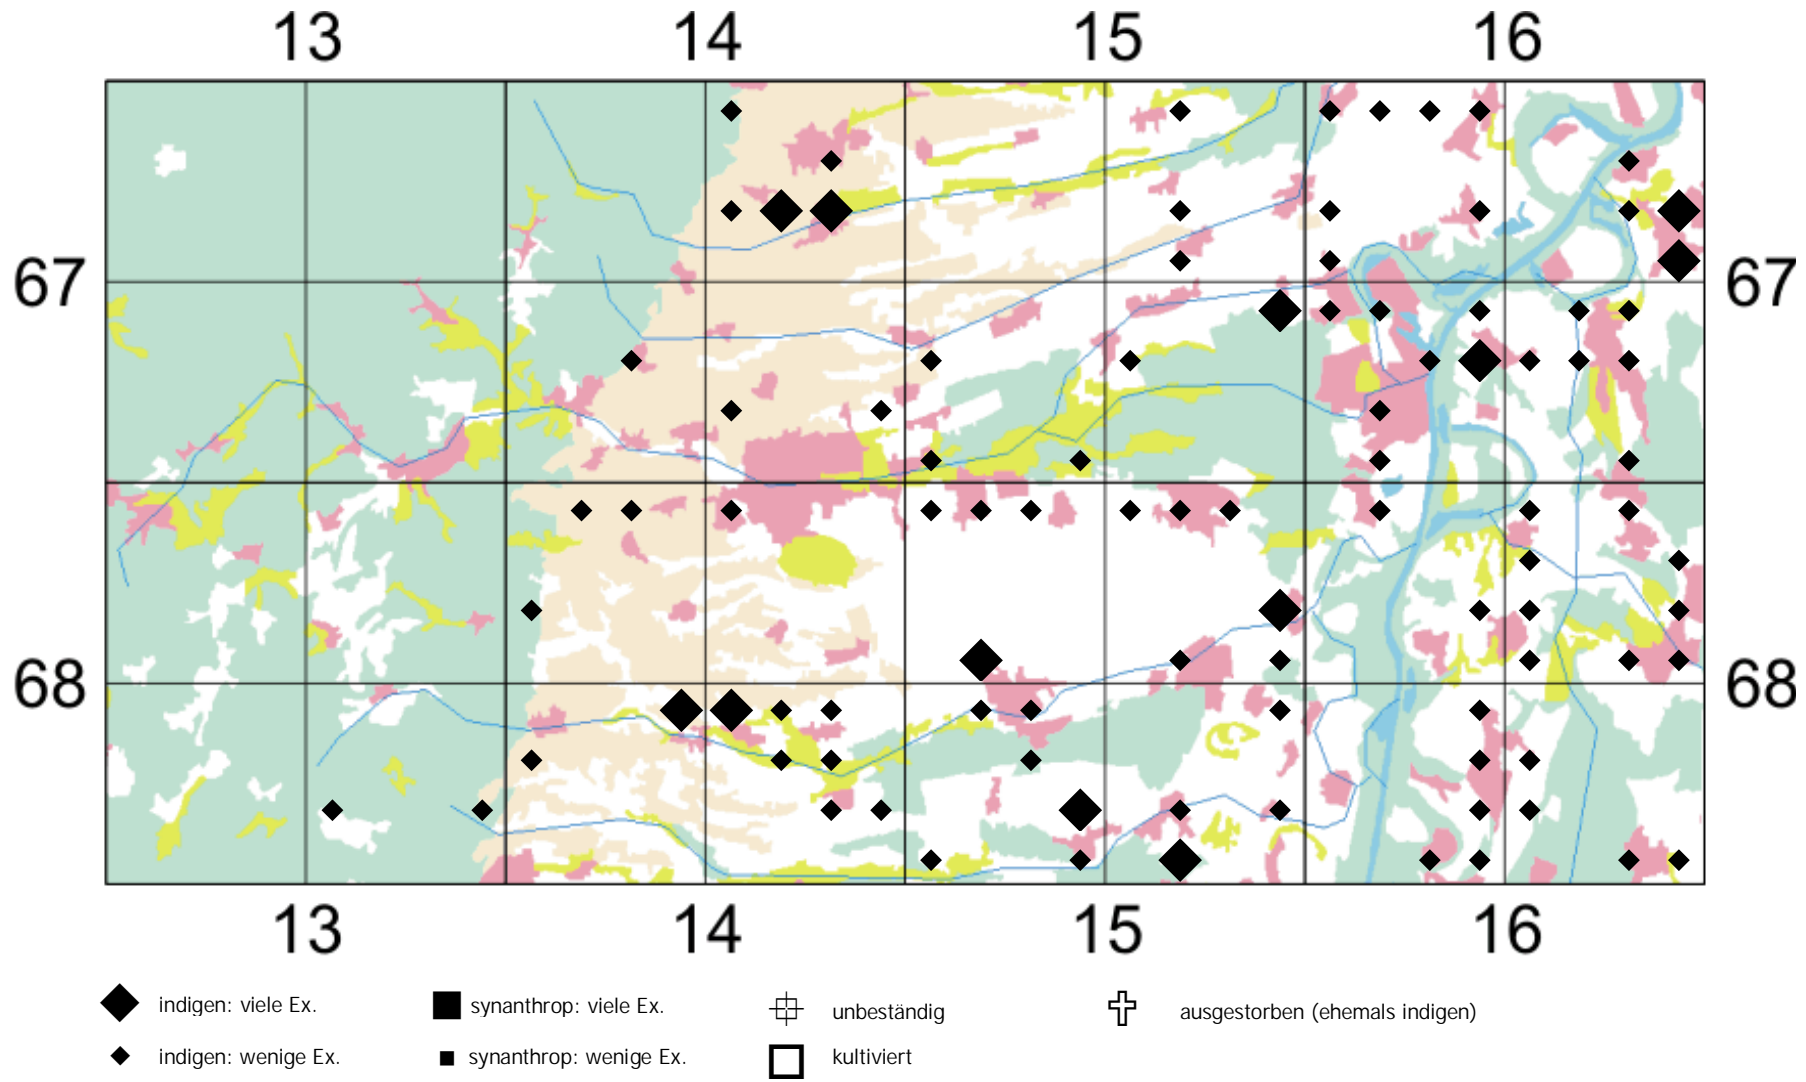 13 14 15 16
67 67
68 68
13 14 15 16
indigen: viele Ex. synanthrop: viele Ex. unbeständig ausgestorben (ehemals indigen)
indigen: wenige Ex. synanthrop: wenige Ex. kultiviert